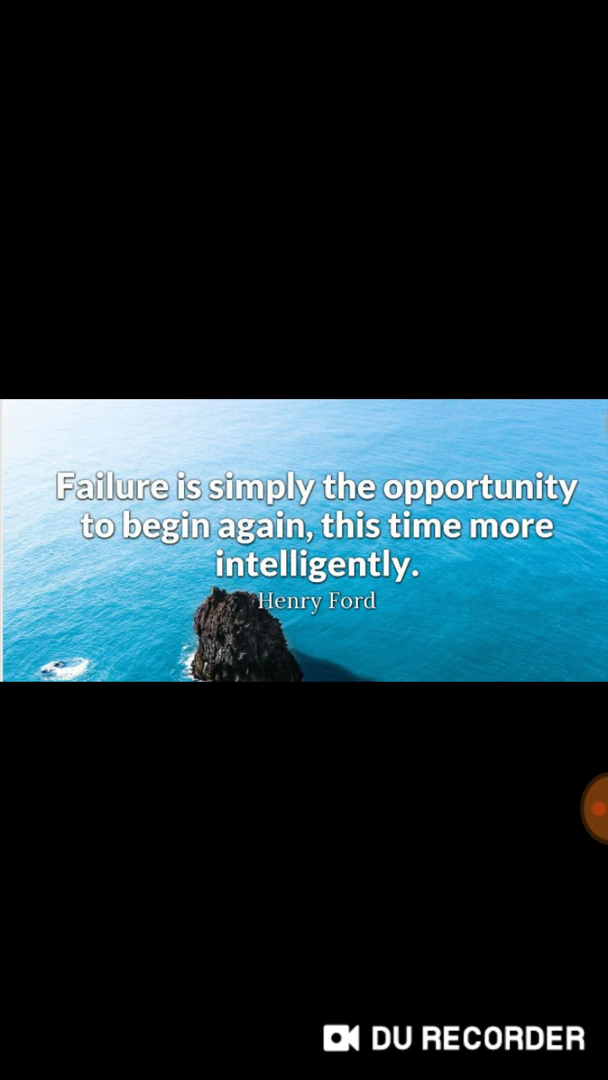 Failure is simply the opportunity
to begin again, this time more
intelligently.
Henry Ford
DU RECORDER